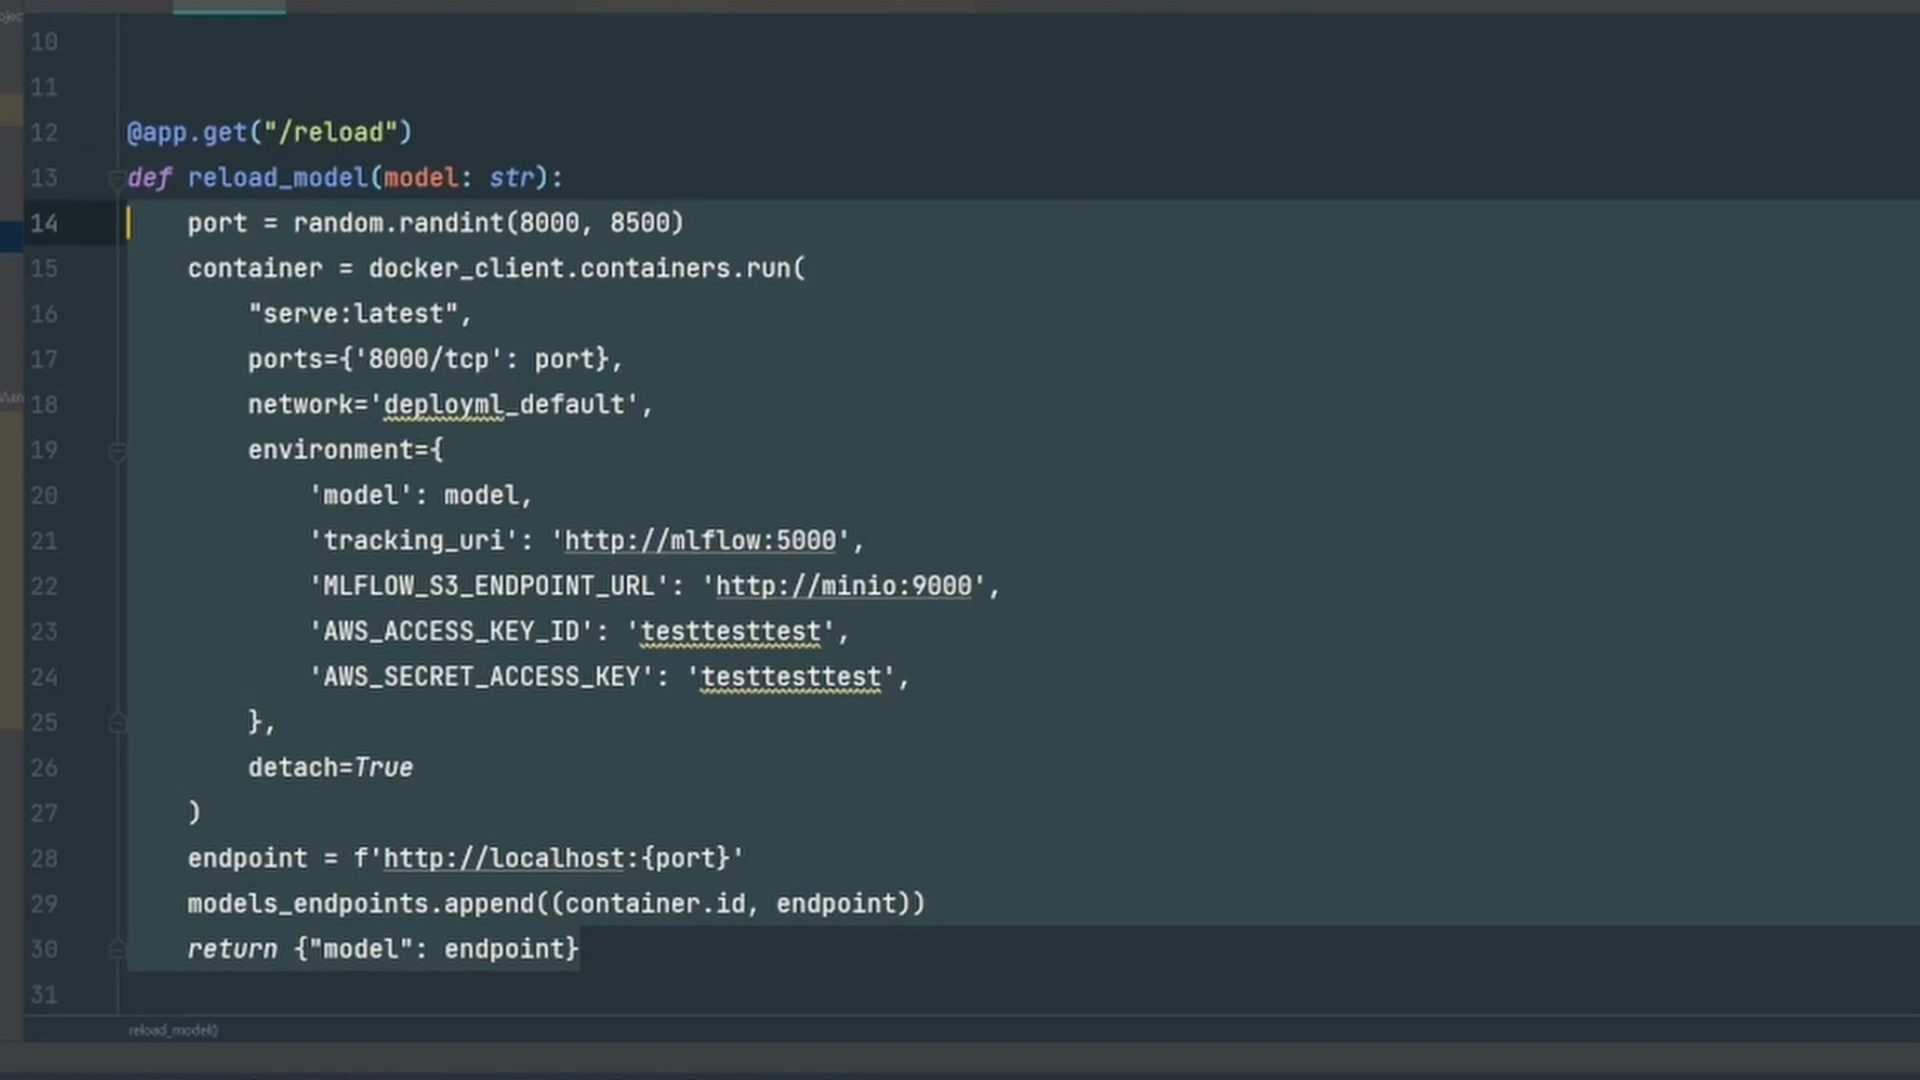 10
11
12 @app.get("/reload")
13 def reload_model(model: str):
14 port = random.randint(8000, 8500)
15 container = docker_client.containers.run(
16 "serve:latest",
17 ports={'8000/tcp': port},
18 network='deployml_default',
19 environment={
20 'model': model,
21 'tracking_uri': 'http://mlflow:5000',
22 'MLFLOW_S3_ENDPOINT_URL': 'http://minio:9000',
23 'AWS_ACCESS_KEY_ID': 'testtesttest',
24 'AWS_SECRET_ACCESS_KEY': 'testtesttest',
25 },
26 detach=True
27 )
28 endpoint = f'http://localhost:{port}'
29 models_endpoints.append((container.id, endpoint))
30 return {"model": endpoint}
31
reload_model()